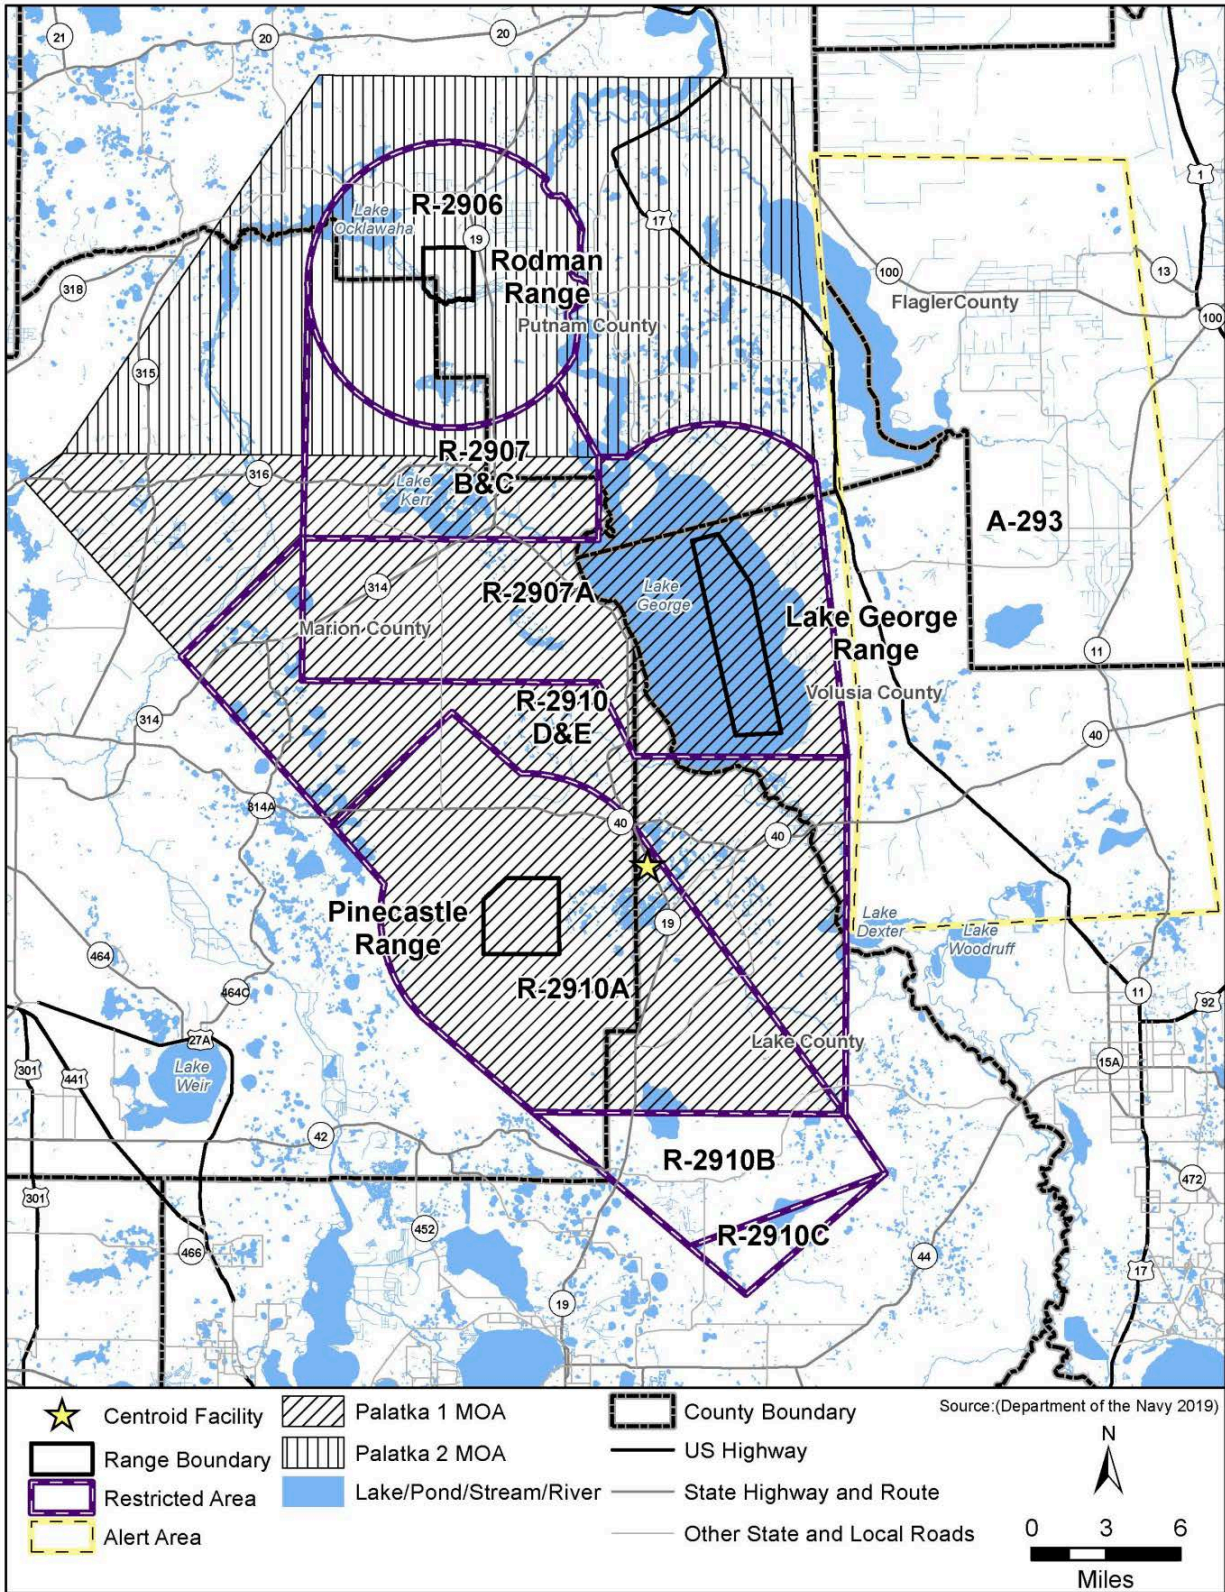 21
20
20
1
R-2906
Lake
Ocklawaha
19
17
Rodman
Range
100
13
318
FlaglerCounty
Putnam County
100
315
R-2907
B&C
316
Lake
Kerr
A-293
314
R-2907A
Lake
George
Lake George
Range
Marion County
11
Volusia County
314
R-2910
D&E
40
314A
40
40
Pinecastle
Range
19
Lake
Dexter
Lake
Woodruff
464
464C
R-2910A
11
92
27A
Lake County
301
441
Lake
Weir
15A
42
R-2910B
301
472
452
R-2910C
466
44
17
19
Centroid Facility
Range Boundary
Restricted Area
Alert Area
Palatka 1 MOA
Palatka 2 MOA
Lake/Pond/Stream/River
County Boundary
US Highway
State Highway and Route
Other State and Local Roads
Source:(Department of the Navy 2019)
N
0 3 6
Miles